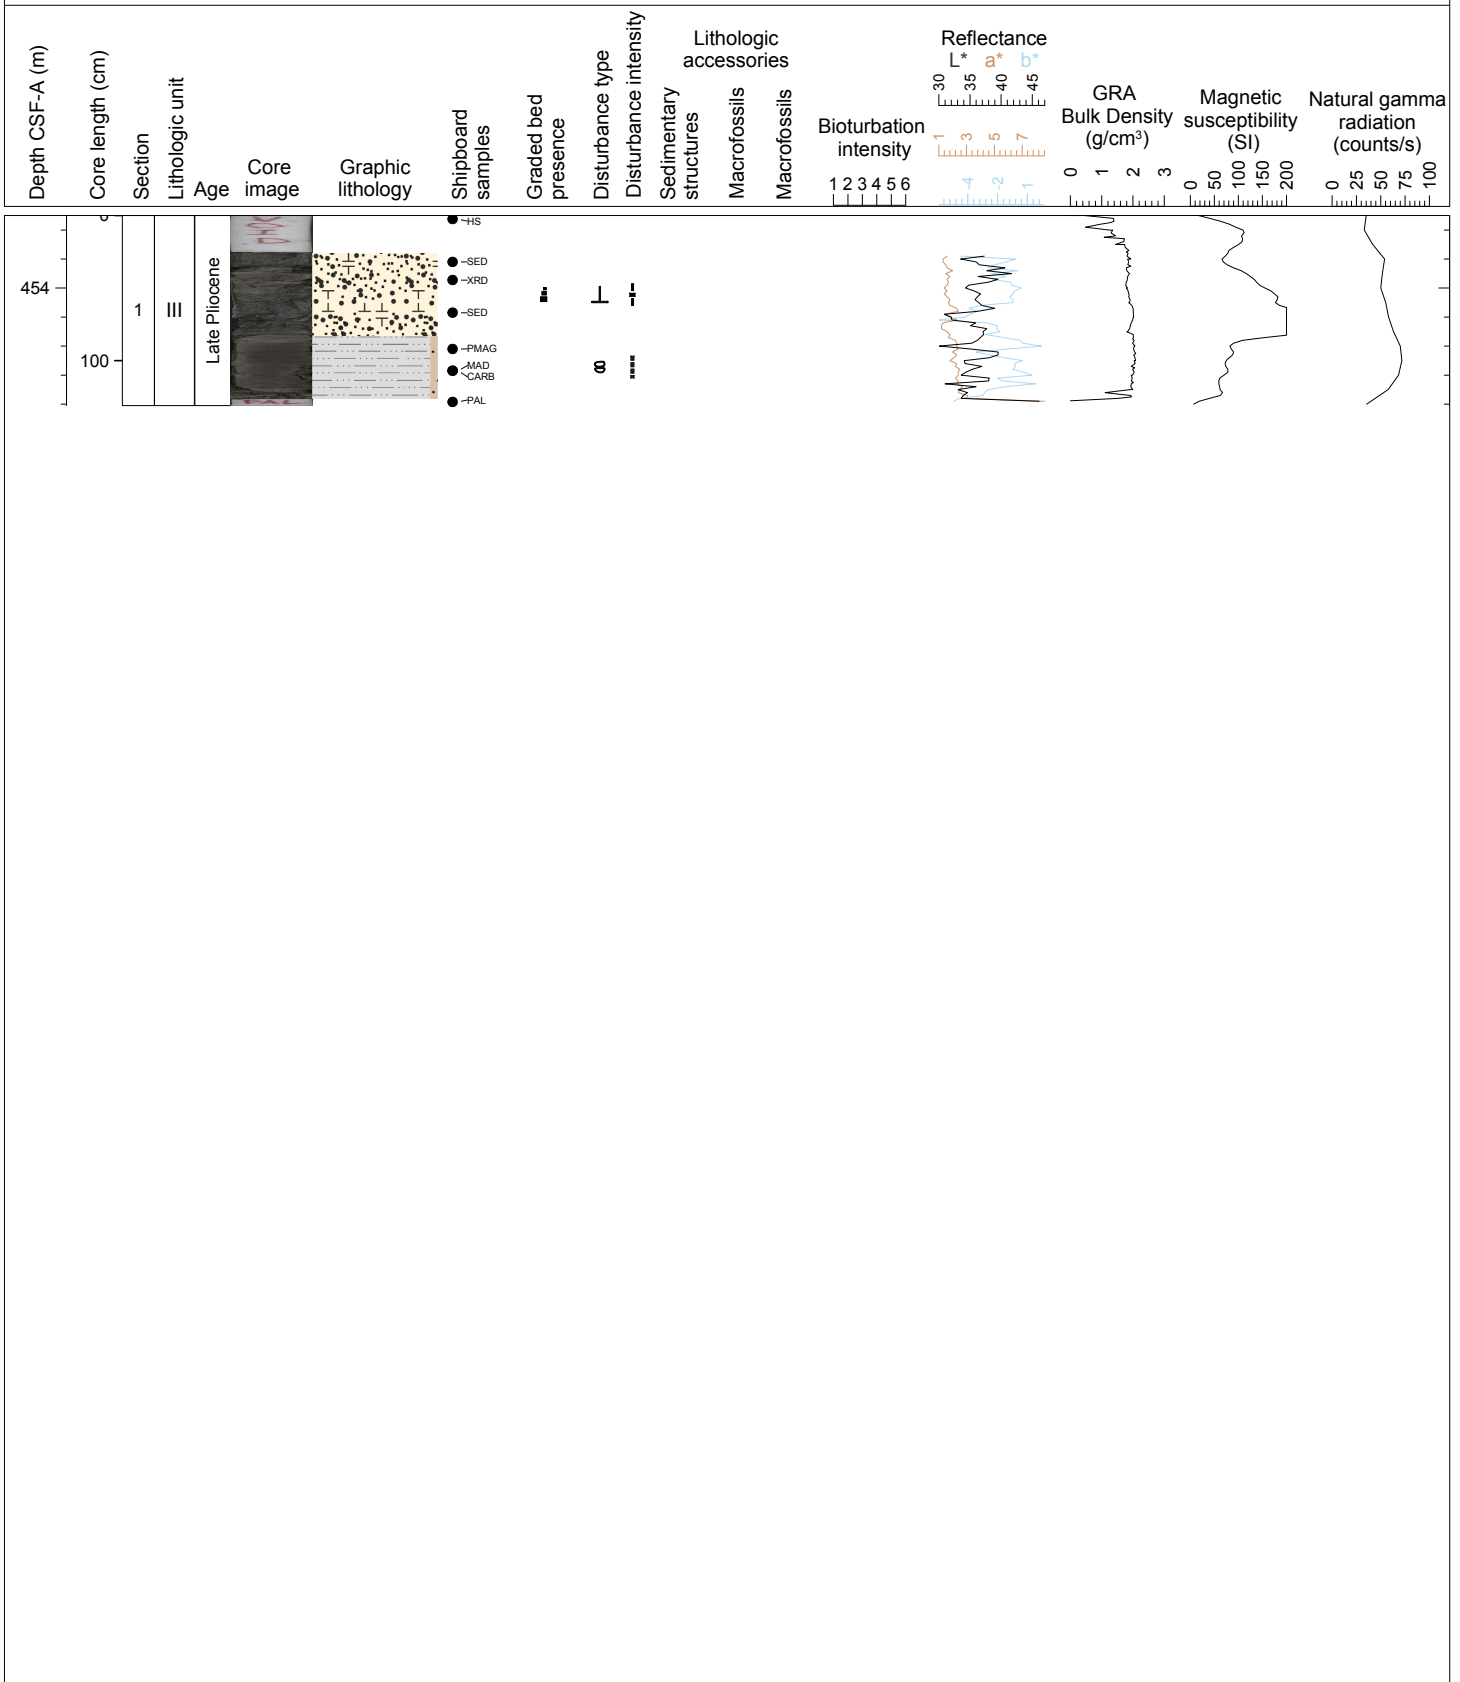 Depth CSF-A (m)
Core length (cm)
Section
Lithologic unit
Age
Core
image
Graphic
lithology
Shipboard
samples
Graded bed
presence
Disturbance type
Disturbance intensity
Lithologic
accessories
Sedimentary
structures
Macrofossils
Macrofossils
Bioturbation
intensity
1 2 3 4 5 6
Reflectance
L* a* b*
30 35 40 45
1 3 5 7
-4 -2 1
GRA
Bulk Density
(g/cm³)
0 1 2 3
Magnetic
susceptibility
(SI)
0 50 100 150 200
Natural gamma
radiation
(counts/s)
0 25 50 75 100
0
454
100
1
III
Late Pliocene
PAL
HS
SED
XRD
SED
PMAG
MAD
CARB
PAL